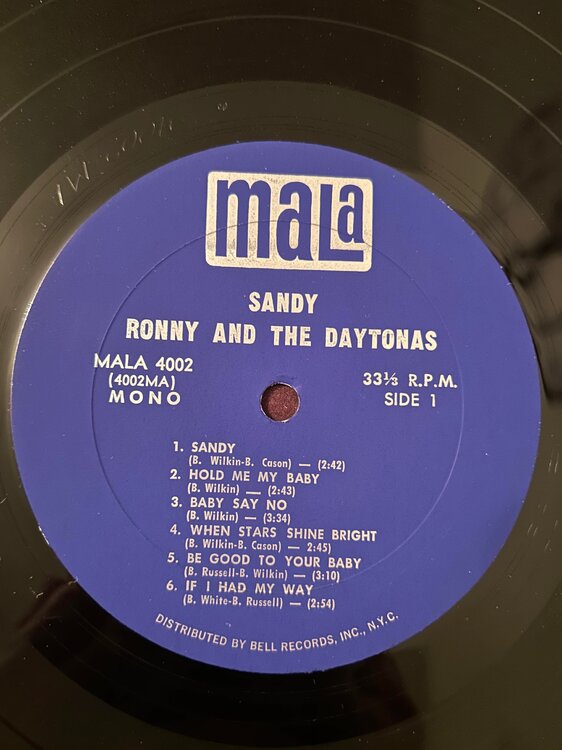 mala
SANDY
RONNY AND THE DAYTONAS
MALA 4002
(4002MA)
MONO
33⅓ R.P.M.
SIDE 1
1. SANDY
(B. Wilkin-B. Cason) — (2:42)
2. HOLD ME MY BABY
(B. Wilkin) — (2:43)
3. BABY SAY NO
(B. Wilkin) — (3:34)
4. WHEN STARS SHINE BRIGHT
(B. Wilkin-B. Cason) — 2:45)
5. BE GOOD TO YOUR BABY
(B. Russell-B. Wilkin) — (3:10)
6. IF I HAD MY WAY
(B. White-B. Russell) — (2:54)
DISTRIBUTED BY BELL RECORDS, INC., N.Y.C.